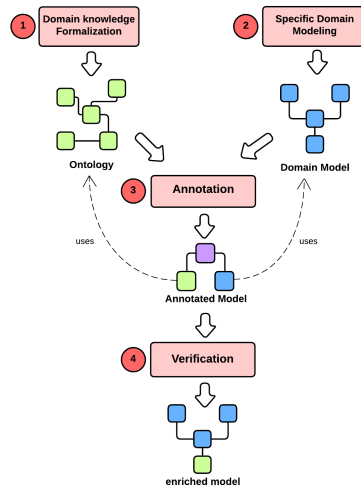 1
Domain knowledge
Formalization
2
Specific Domain
Modeling
Ontology
Domain Model
3
Annotation
uses
uses
Annotated Model
4
Verification
enriched model